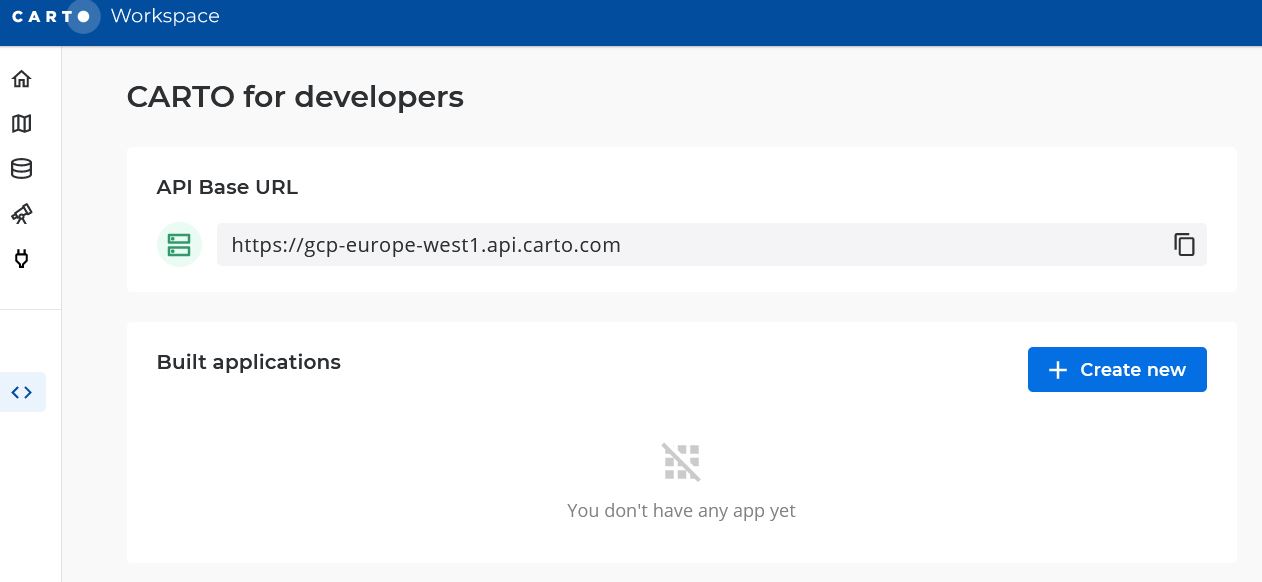 CARTO Workspace
CARTO for developers
API Base URL
https://gcp-europe-west1.api.carto.com
Built applications
Create new
You don't have any app yet